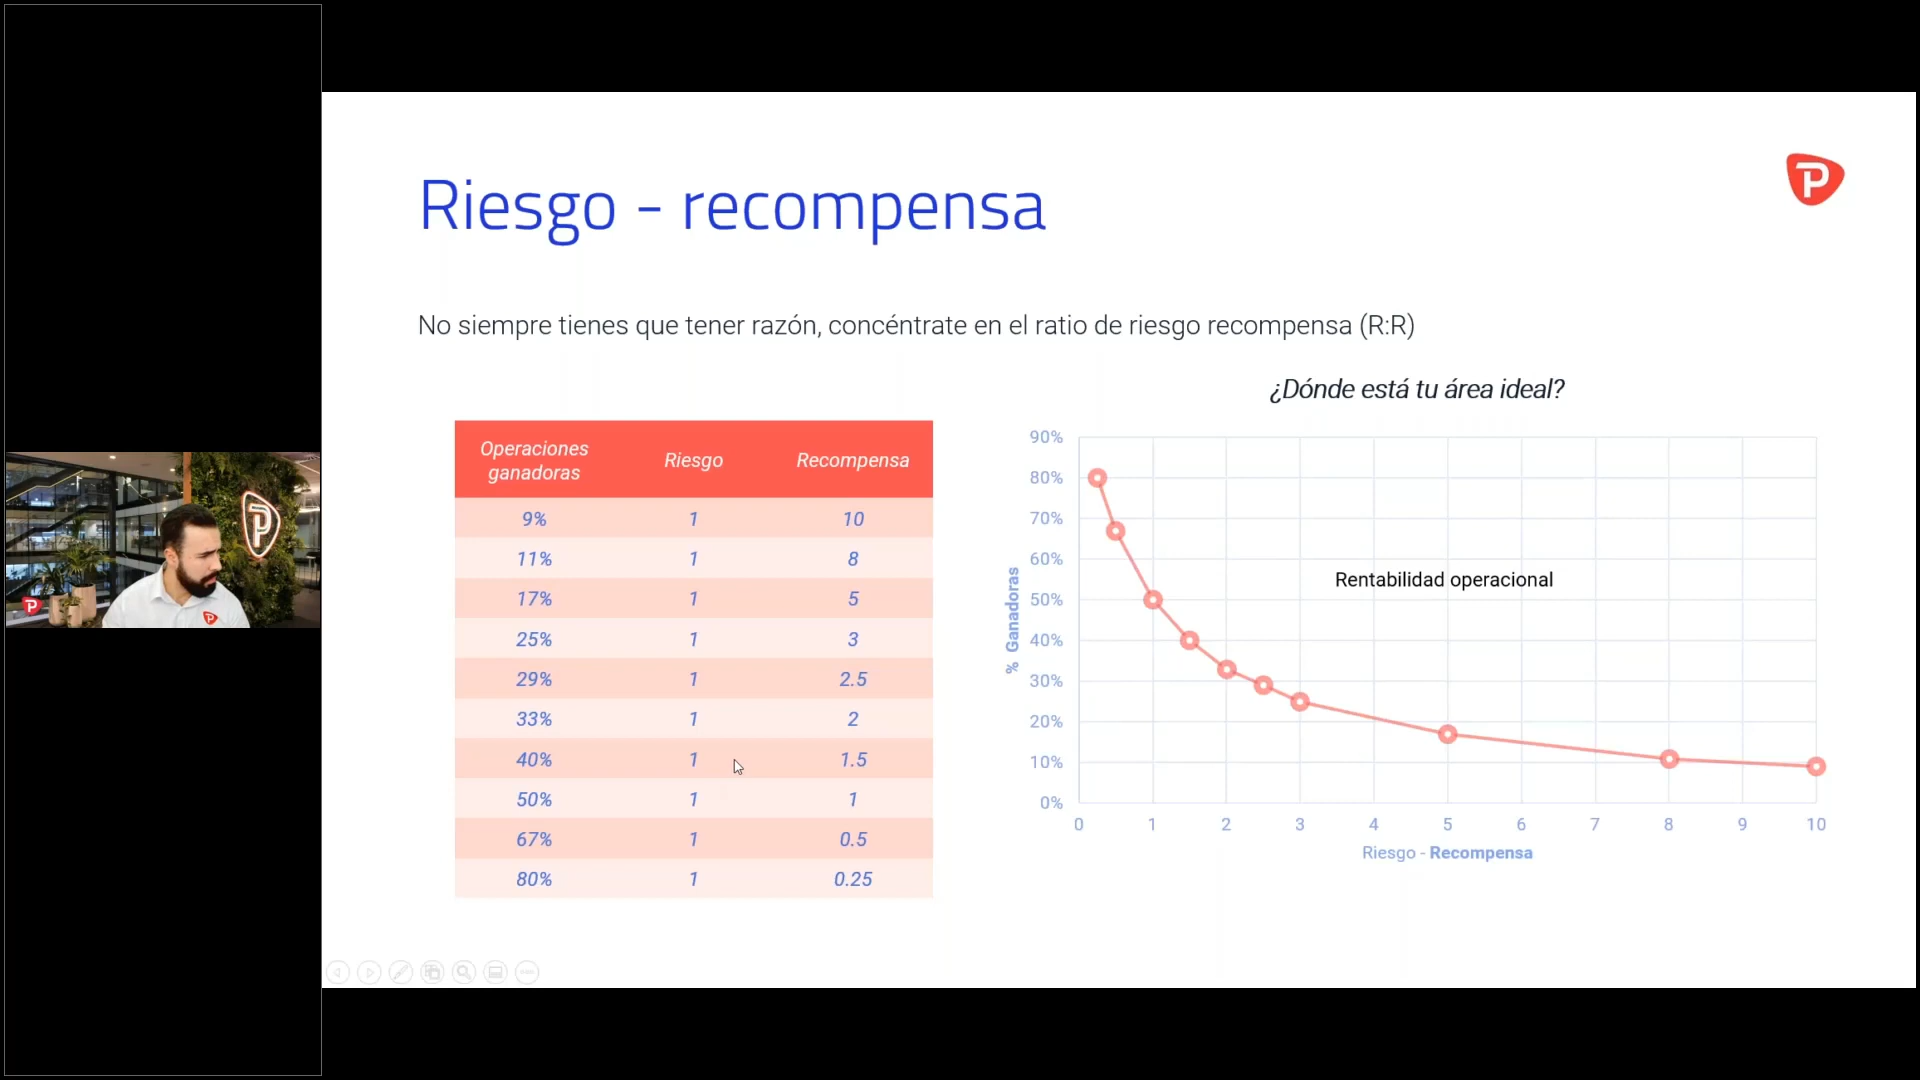 Riesgo - recompensa
No siempre tienes que tener razón, concéntrate en el ratio de riesgo recompensa (R:R)
Operaciones
ganadoras
Riesgo
Recompensa
9% 1 10
11% 1 8
17% 1 5
25% 1 3
29% 1 2.5
33% 1 2
40% 1 1.5
50% 1 1
67% 1 0.5
80% 1 0.25
¿Dónde está tu área ideal?
90%
80%
70%
60%
50%
40%
30%
20%
10%
0%
% Ganadoras
Rentabilidad operacional
0 1 2 3 4 5 6 7 8 9 10
Riesgo - Recompensa